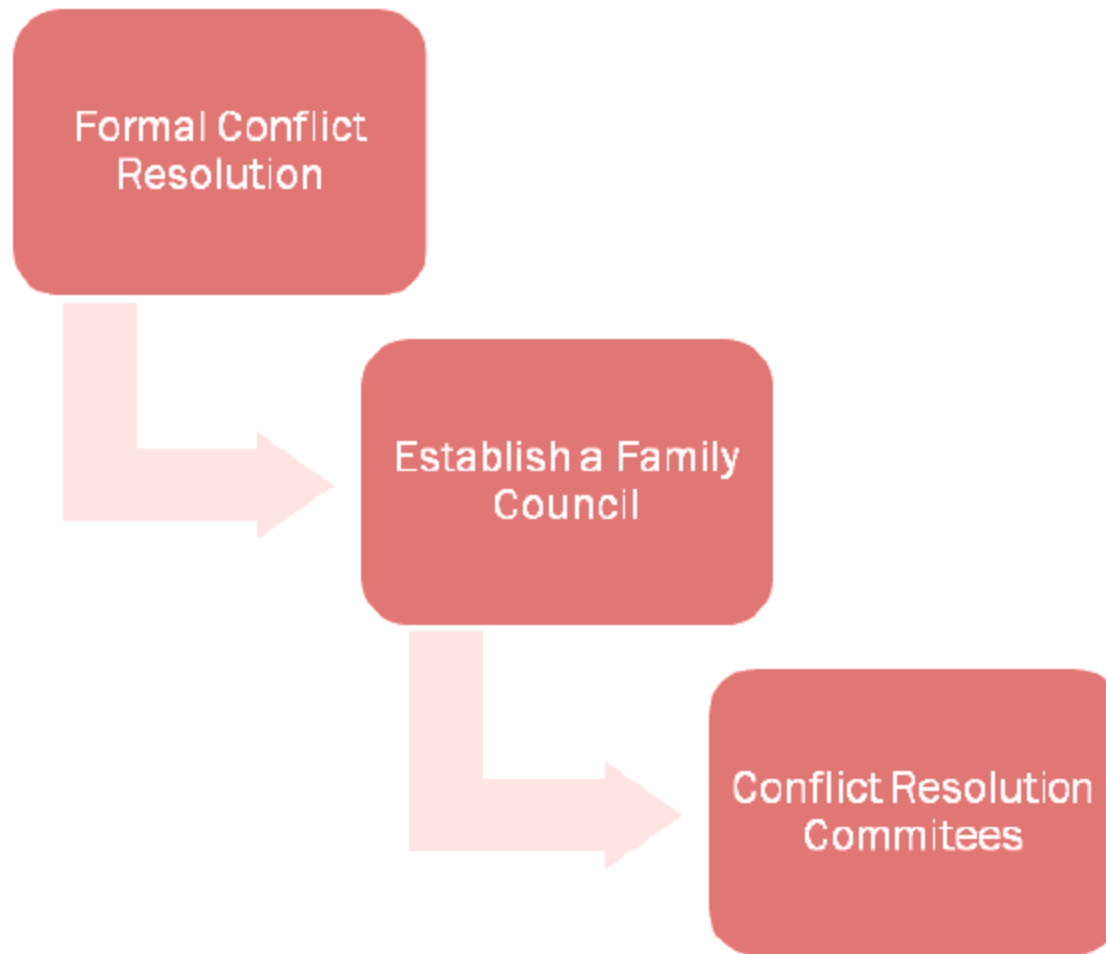 Formal Conflict
Resolution
Establish a Family
Council
Conflict Resolution
Commitees